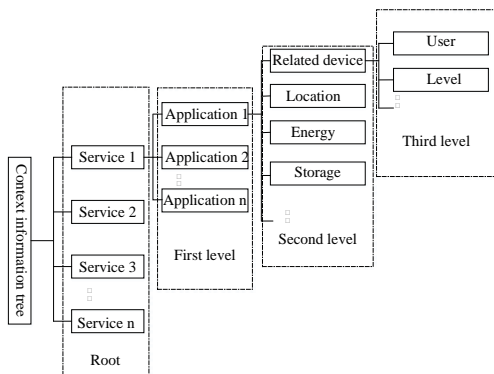 Context information tree
Service 1
Service 2
Service 3
Service n
Root
Application 1
Application 2
Application n
First level
Related device
Location
Energy
Storage
Second level
User
Level
Third level